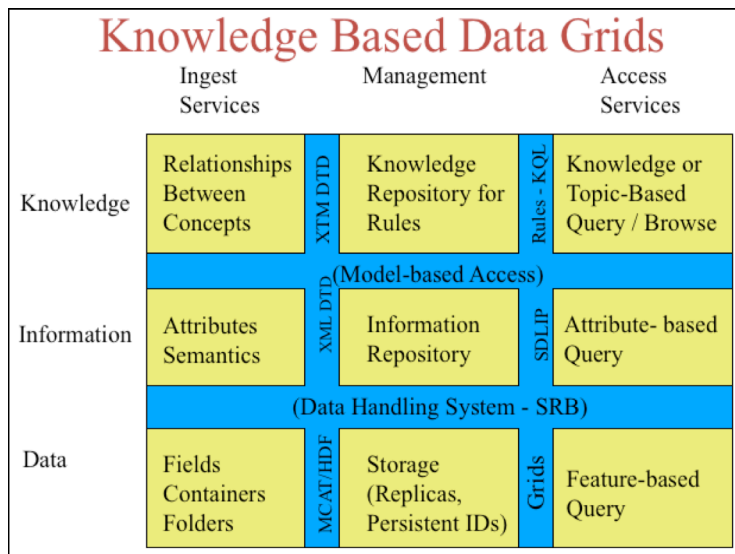 Knowledge Based Data Grids
Ingest
Services
Management
Access
Services
Knowledge
Relationships
Between
Concepts
XTM DTD
Knowledge
Repository for
Rules
Rules - KQL
Knowledge or
Topic-Based
Query / Browse
(Model-based Access)
Information
Attributes
Semantics
XML DTD
Information
Repository
SDLIP
Attribute- based
Query
(Data Handling System - SRB)
Data
Fields
Containers
Folders
MCAT/HDF
Storage
(Replicas,
Persistent IDs)
Grids
Feature-based
Query